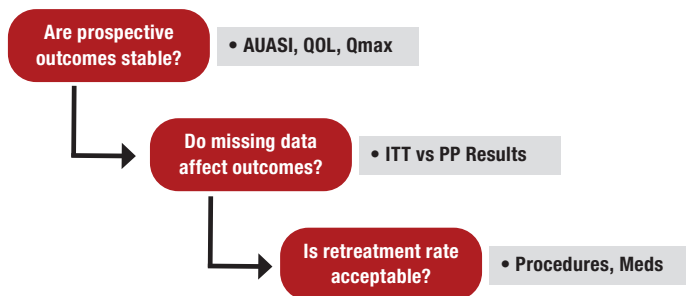 Are prospective
outcomes stable?
• AUASI, QOL, Qmax
Do missing data
affect outcomes?
• ITT vs PP Results
Is retreatment rate
acceptable?
• Procedures, Meds